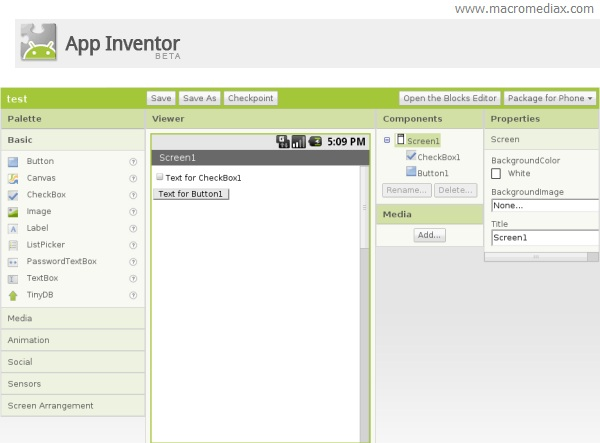 www.macromediax.com
App Inventor
BETA
test
Save
Save As
Checkpoint
Open the Blocks Editor
Package for Phone
Palette
Basic
Button
Canvas
CheckBox
Image
Label
ListPicker
PasswordTextBox
TextBox
TinyDB
Media
Animation
Social
Sensors
Screen Arrangement
Viewer
5:09 PM
Screen1
Text for CheckBox1
Text for Button1
Components
Screen1
CheckBox1
Button1
Rename...
Delete...
Media
Add...
Properties
Screen
BackgroundColor
White
BackgroundImage
None...
Title
Screen1